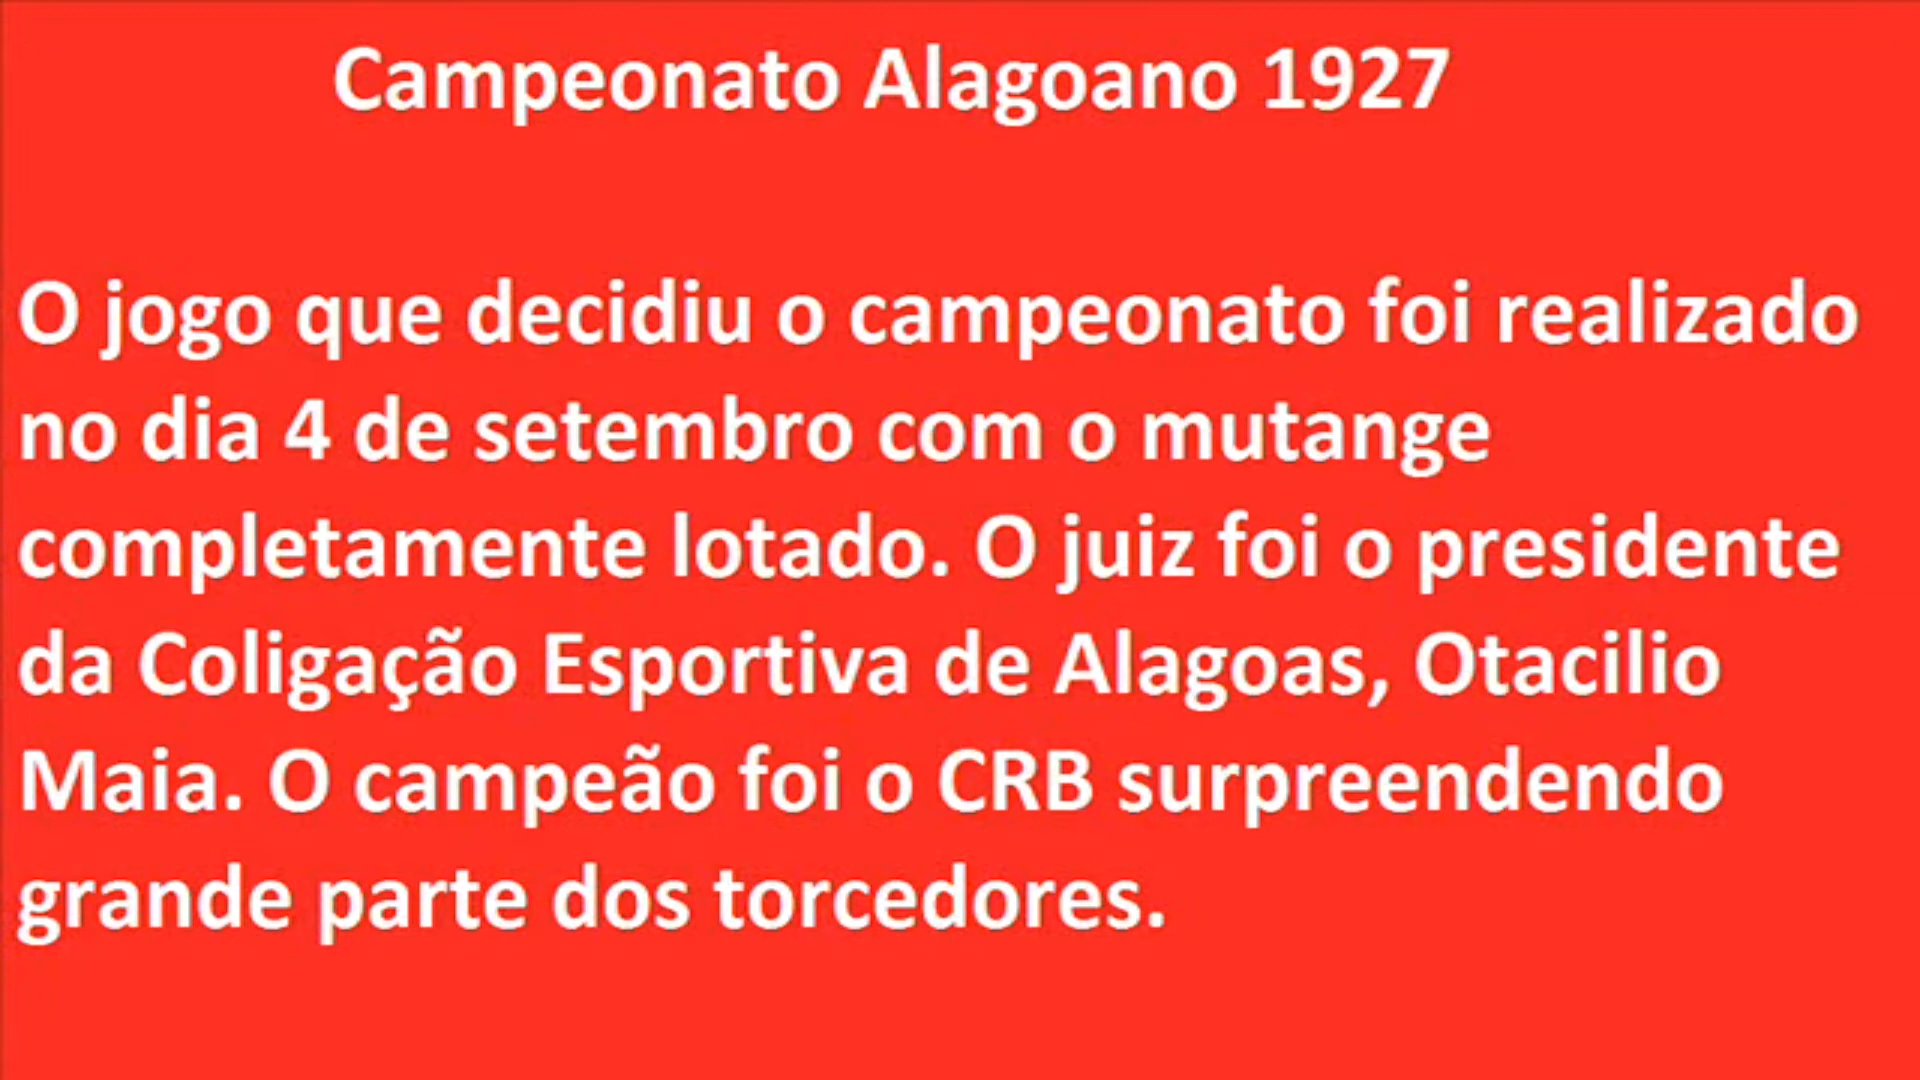 Campeonato Alagoano 1927
O jogo que decidiu o campeonato foi realizado
no dia 4 de setembro com o mutange
completamente lotado. O juiz foi o presidente
da Coligação Esportiva de Alagoas, Otacilio
Maia. O campeão foi o CRB surpreendendo
grande parte dos torcedores.